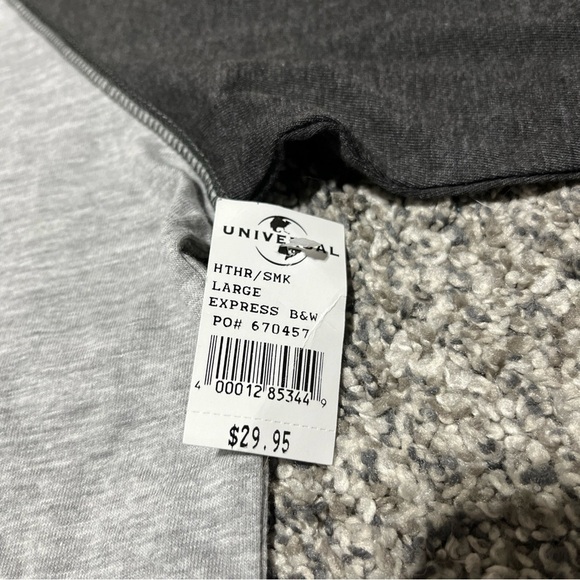 UNIVERSAL
HTHR/SMK
LARGE
EXPRESS B&W
PO# 670457
4 00012 85344 9
$29.95